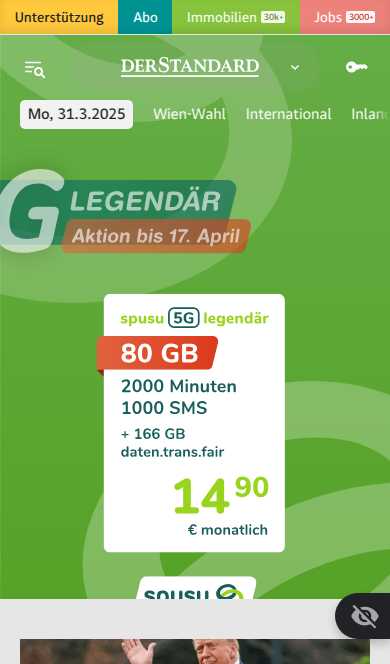 Unterstützung Abo Immobilien 30k+ Jobs 3000+
DERSTANDARD
Mo, 31.3.2025 Wien-Wahl International Inlan
G LEGENDÄR
Aktion bis 17. April
spusu 5G legendär
80 GB
2000 Minuten
1000 SMS
+ 166 GB
daten.trans.fair
14 90
€ monatlich
spusu